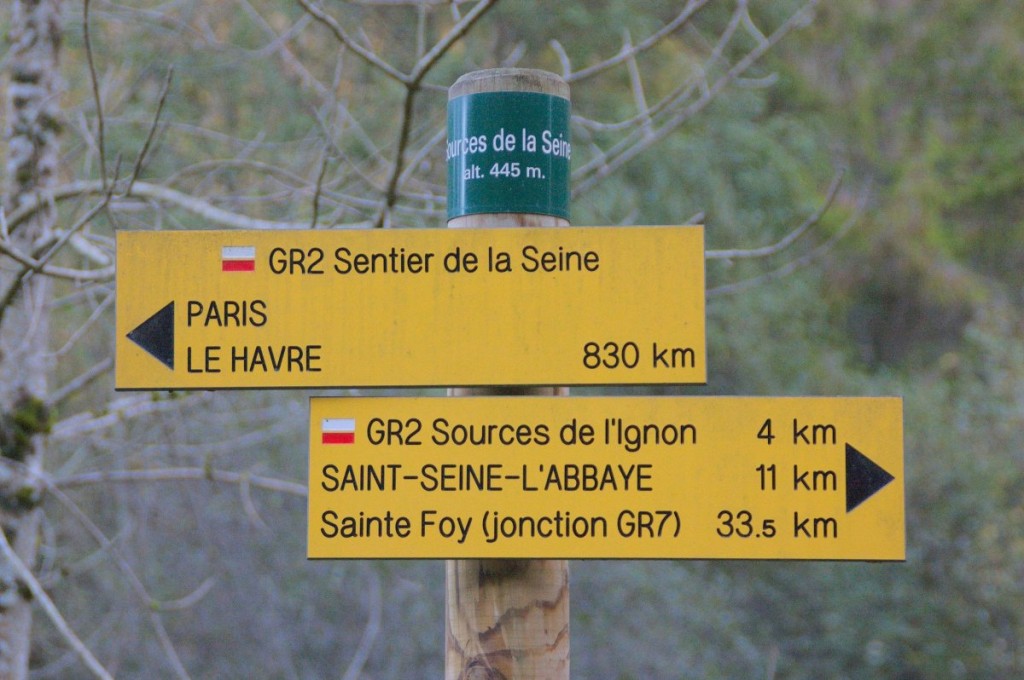 Sources de la Seine
alt. 445 m.
GR2 Sentier de la Seine
PARIS
LE HAVRE 830 km
GR2 Sources de l'Ignon 4 km
SAINT-SEINE-L'ABBAYE 11 km
Sainte Foy (jonction GR7) 33.5 km